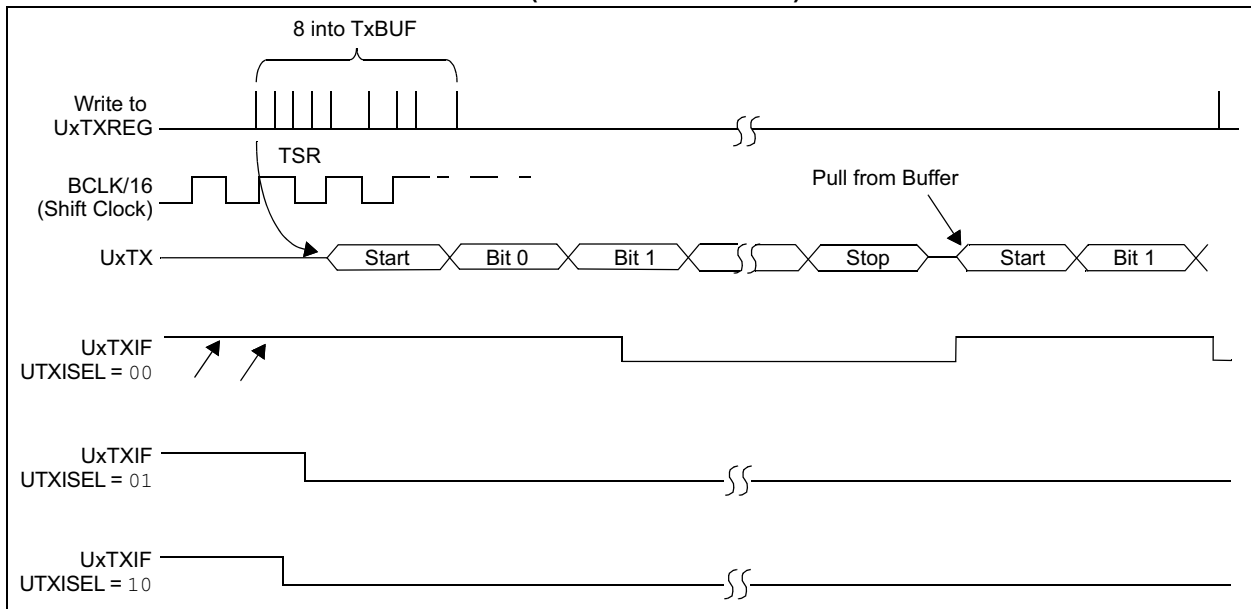 8 into TxBUF
Write to
UxTXREG
TSR
BCLK/16
(Shift Clock)
Pull from Buffer
UxTX
Start
Bit 0
Bit 1
Stop
Start
Bit 1
UxTXIF
UTXISEL = 00
UxTXIF
UTXISEL = 01
UxTXIF
UTXISEL = 10